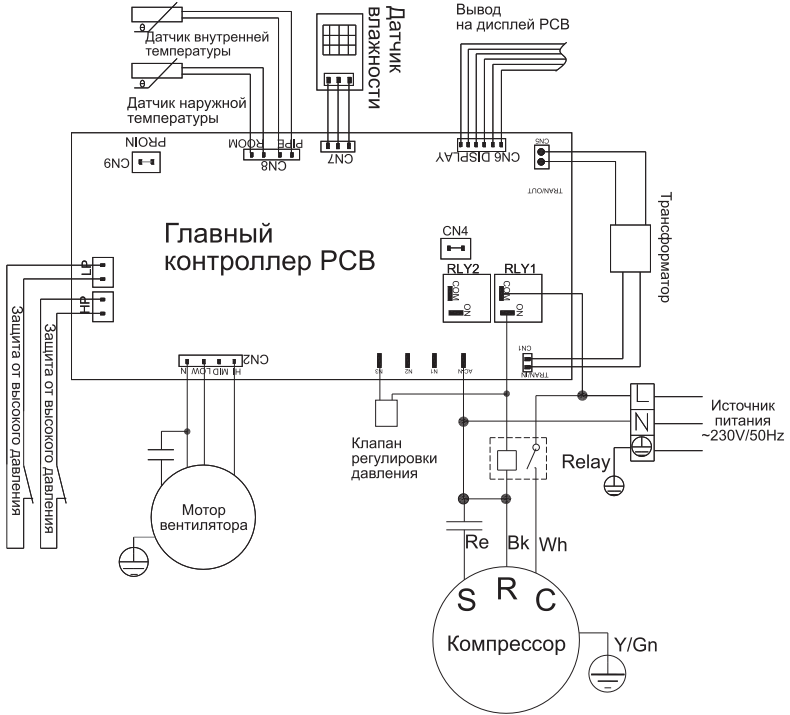 Вывод
на дисплей PCB
Датчик внутренней
температуры
Датчик влажности
θ
θ
Датчик наружной
температуры
PROIN
CN9
ROOM
PIPE
CN8
CN7
CN6 DISPLAY
CN5
TRAN/OUT
Трансформатор
Главный
контроллер PCB
CN4
RLY2
RLY1
COM
ON
COM
ON
LP
HP
Защита от высокого давления
Защита от высокого давления
CN2
N
LOW
MID
HI
N3
N2
N1
AC-N
CN1
TRAN/IN
L
N
Источник
питания
~230V/50Hz
Клапан
регулировки
давления
Relay
Мотор
вентилятора
Re
Bk
Wh
S
R
C
Компрессор
Y/Gn